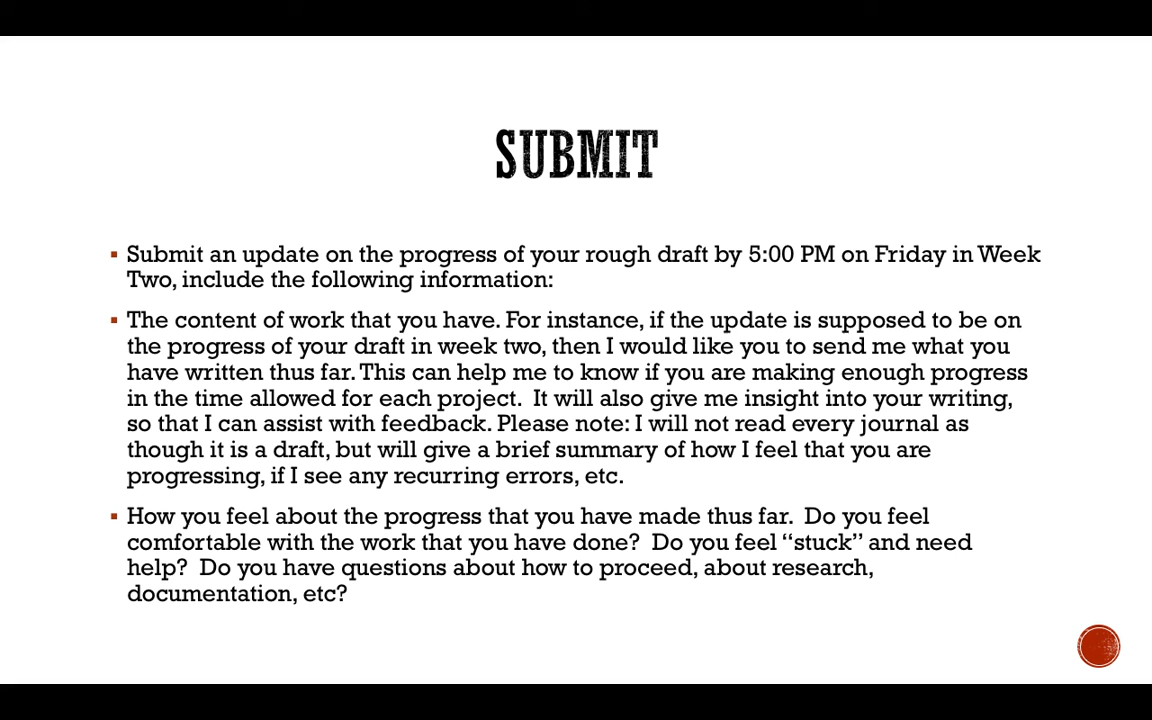 SUBMIT
▪ Submit an update on the progress of your rough draft by 5:00 PM on Friday in Week
Two, include the following information:
▪ The content of work that you have. For instance, if the update is supposed to be on
the progress of your draft in week two, then I would like you to send me what you
have written thus far. This can help me to know if you are making enough progress
in the time allowed for each project.  It will also give me insight into your writing,
so that I can assist with feedback. Please note: I will not read every journal as
though it is a draft, but will give a brief summary of how I feel that you are
progressing, if I see any recurring errors, etc.
▪ How you feel about the progress that you have made thus far.  Do you feel
comfortable with the work that you have done?  Do you feel “stuck” and need
help?  Do you have questions about how to proceed, about research,
documentation, etc?